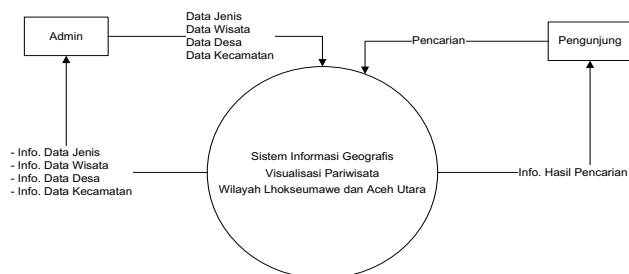 Data Jenis
Data Wisata
Data Desa
Data Kecamatan
Admin
Pencarian
Pengunjung
- Info. Data Jenis
- Info. Data Wisata
- Info. Data Desa
- Info. Data Kecamatan
Sistem Informasi Geografis
Visualisasi Pariwisata
Wilayah Lhokseumawe dan Aceh Utara
Info. Hasil Pencarian